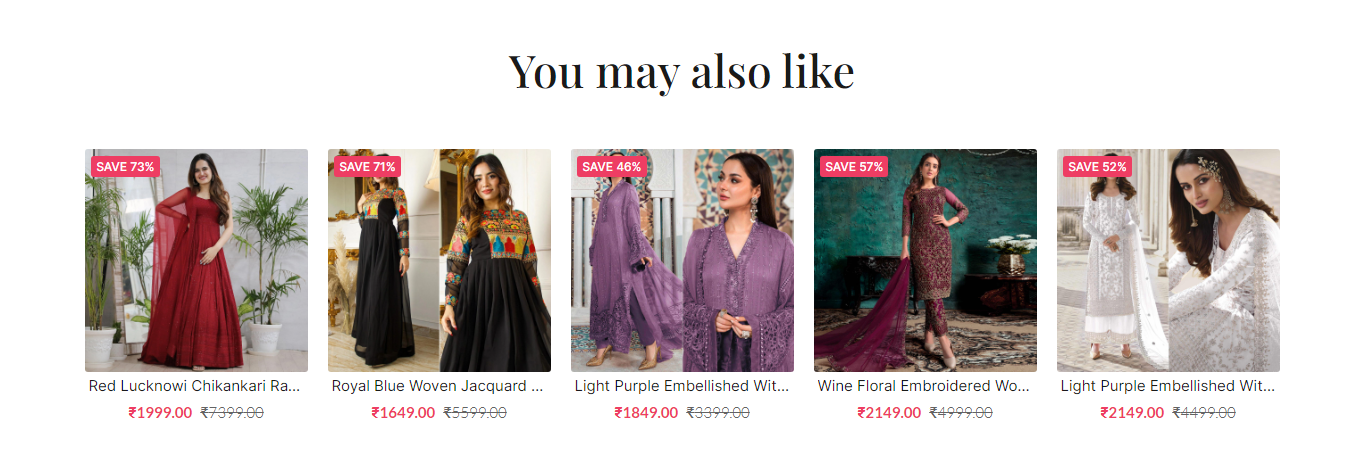 You may also like
SAVE 73%
SAVE 71%
SAVE 46%
SAVE 57%
SAVE 52%
Red Lucknowi Chikankari Ra...
Royal Blue Woven Jacquard ...
Light Purple Embellished Wit...
Wine Floral Embroidered Wo...
Light Purple Embellished Wit...
₹1999.00 ₹7399.00
₹1649.00 ₹5599.00
₹1849.00 ₹3399.00
₹2149.00 ₹4999.00
₹2149.00 ₹4499.00